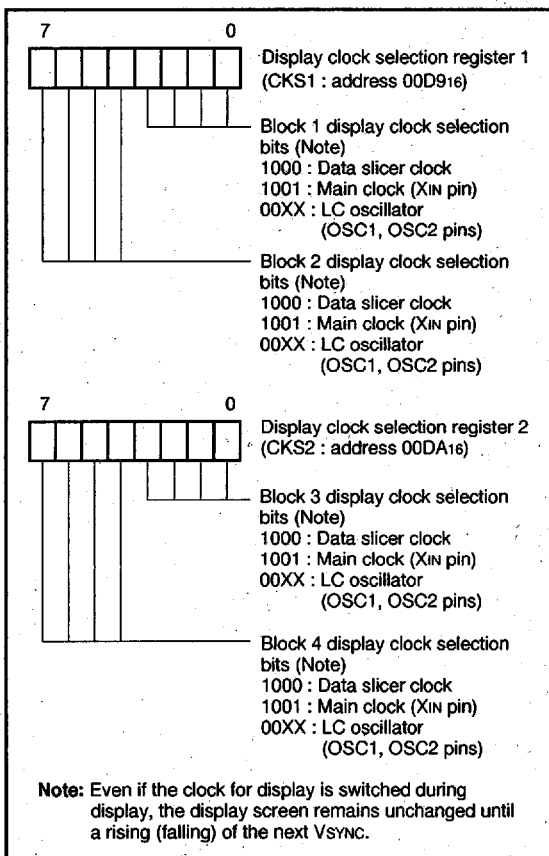 7 0
Display clock selection register 1
(CKS1 : address 00D916)
Block 1 display clock selection
bits (Note)
1000 : Data slicer clock
1001 : Main clock (XIN pin)
00XX : LC oscillator
(OSC1, OSC2 pins)
Block 2 display clock selection
bits (Note)
1000 : Data slicer clock
1001 : Main clock (XIN pin)
00XX : LC oscillator
(OSC1, OSC2 pins)
7 0
Display clock selection register 2
(CKS2 : address 00DA16)
Block 3 display clock selection
bits (Note)
1000 : Data slicer clock
1001 : Main clock (XIN pin)
00XX : LC oscillator
(OSC1, OSC2 pins)
Block 4 display clock selection
bits (Note)
1000 : Data slicer clock
1001 : Main clock (XIN pin)
00XX : LC oscillator
(OSC1, OSC2 pins)
Note: Even if the clock for display is switched during
display, the display screen remains unchanged until
a rising (falling) of the next VSYNC.